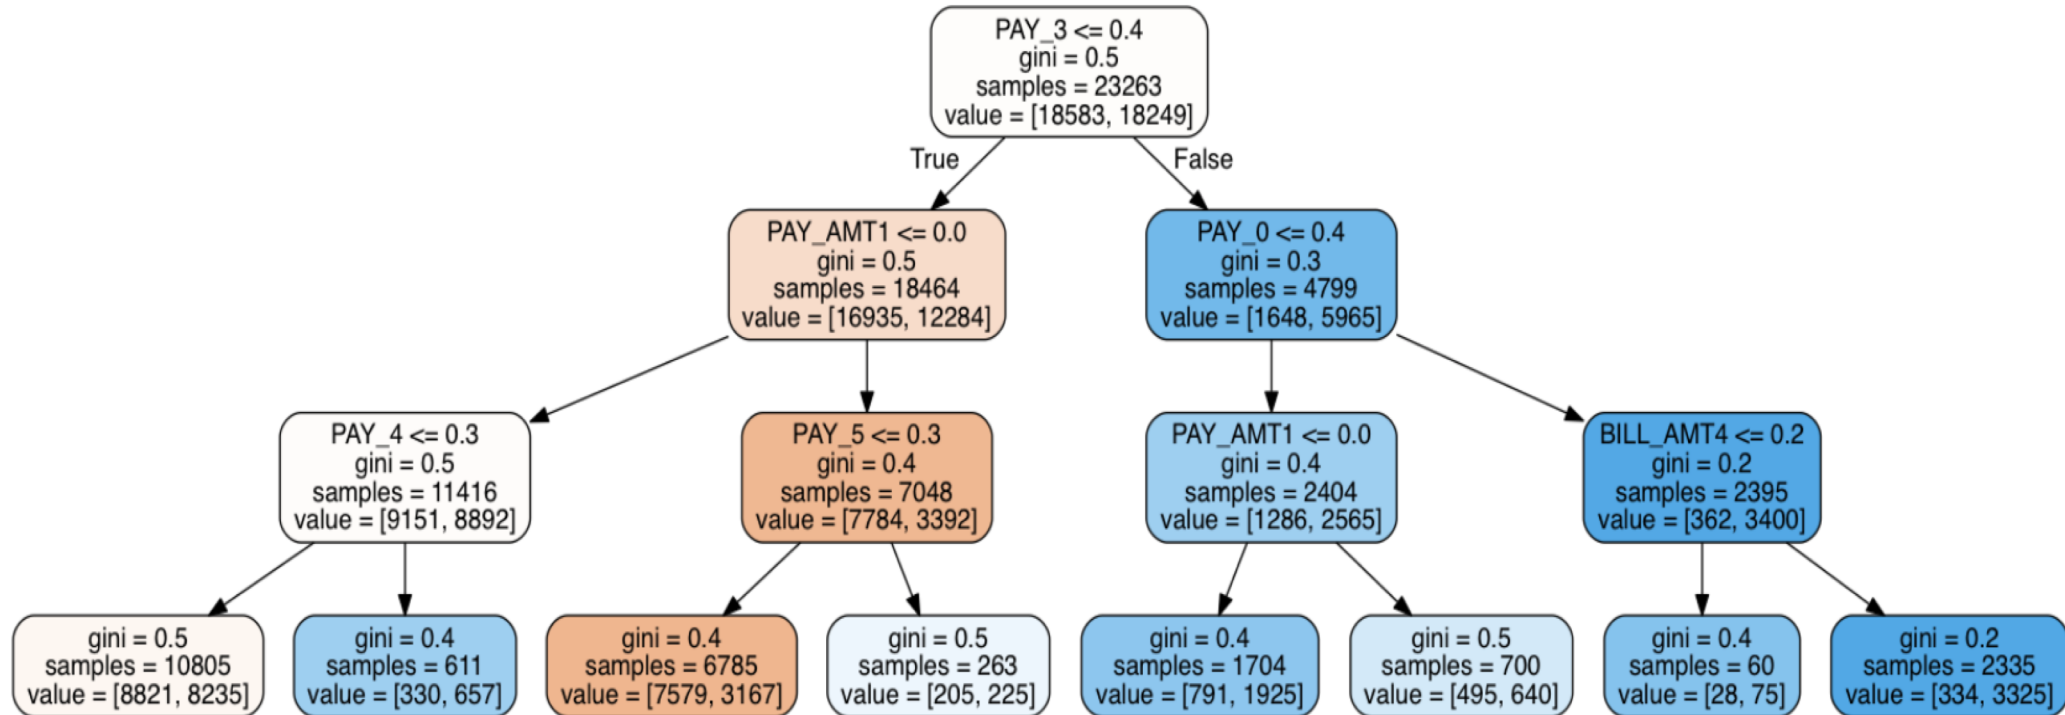 PAY_3 <= 0.4
gini = 0.5
samples = 23263
value = [18583, 18249]
True
False
PAY_AMT1 <= 0.0
gini = 0.5
samples = 18464
value = [16935, 12284]
PAY_0 <= 0.4
gini = 0.3
samples = 4799
value = [1648, 5965]
PAY_4 <= 0.3
gini = 0.5
samples = 11416
value = [9151, 8892]
PAY_5 <= 0.3
gini = 0.4
samples = 7048
value = [7784, 3392]
PAY_AMT1 <= 0.0
gini = 0.4
samples = 2404
value = [1286, 2565]
BILL_AMT4 <= 0.2
gini = 0.2
samples = 2395
value = [362, 3400]
gini = 0.5
samples = 10805
value = [8821, 8235]
gini = 0.4
samples = 611
value = [330, 657]
gini = 0.4
samples = 6785
value = [7579, 3167]
gini = 0.5
samples = 263
value = [205, 225]
gini = 0.4
samples = 1704
value = [791, 1925]
gini = 0.5
samples = 700
value = [495, 640]
gini = 0.4
samples = 60
value = [28, 75]
gini = 0.2
samples = 2335
value = [334, 3325]